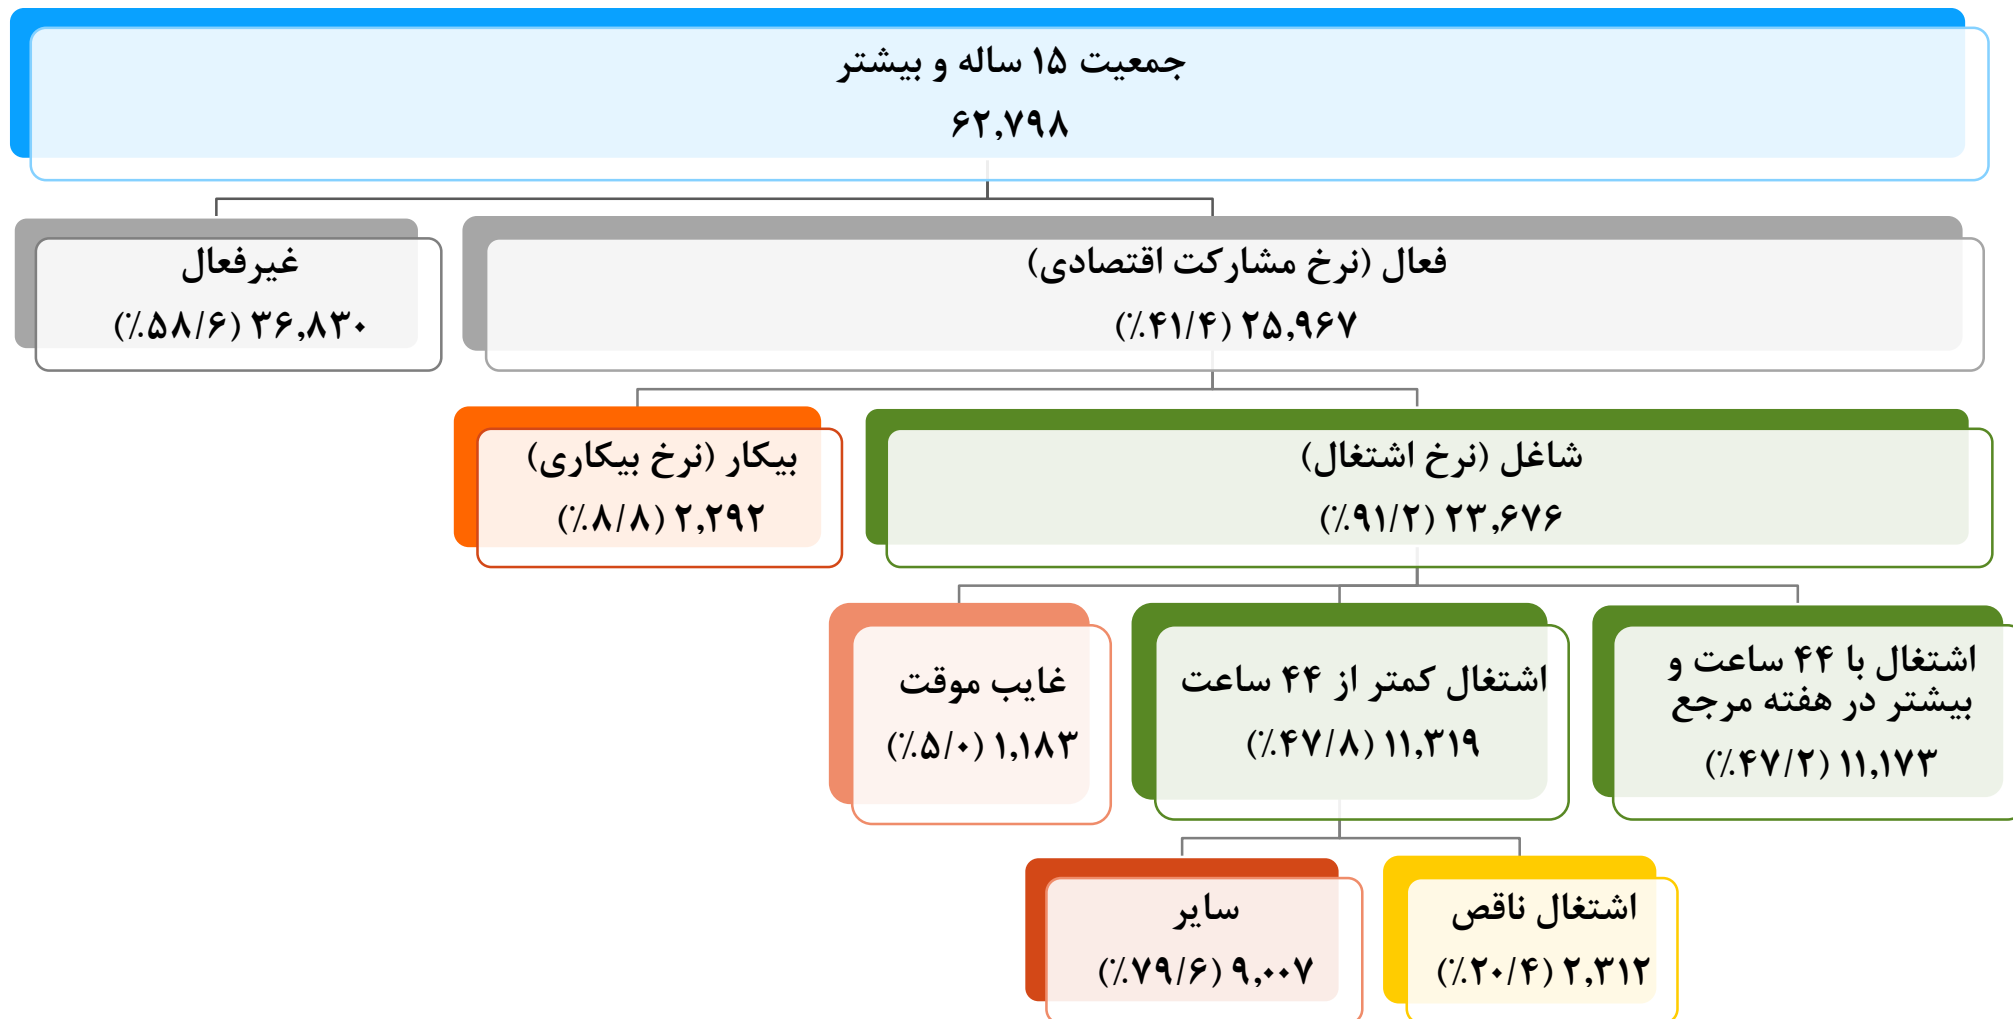 جمعیت ۱۵ ساله و بیشتر
۶۲,۷۹۸
فعال (نرخ مشارکت اقتصادی)
۲۵,۹۶۷ (۴۱/۴٪)
غیرفعال
۳۶,۸۳۰ (۵۸/۶٪)
شاغل (نرخ اشتغال)
۲۳,۶۷۶ (۹۱/۲٪)
بیکار (نرخ بیکاری)
۲,۲۹۲ (۸/۸٪)
اشتغال با ۴۴ ساعت و
بیشتر در هفته مرجع
۱۱,۱۷۳ (۴۷/۲٪)
اشتغال کمتر از ۴۴ ساعت
۱۱,۳۱۹ (۴۷/۸٪)
غایب موقت
۱,۱۸۳ (۵/۰٪)
اشتغال ناقص
۲,۳۱۲ (۲۰/۴٪)
سایر
۹,۰۰۷ (۷۹/۶٪)